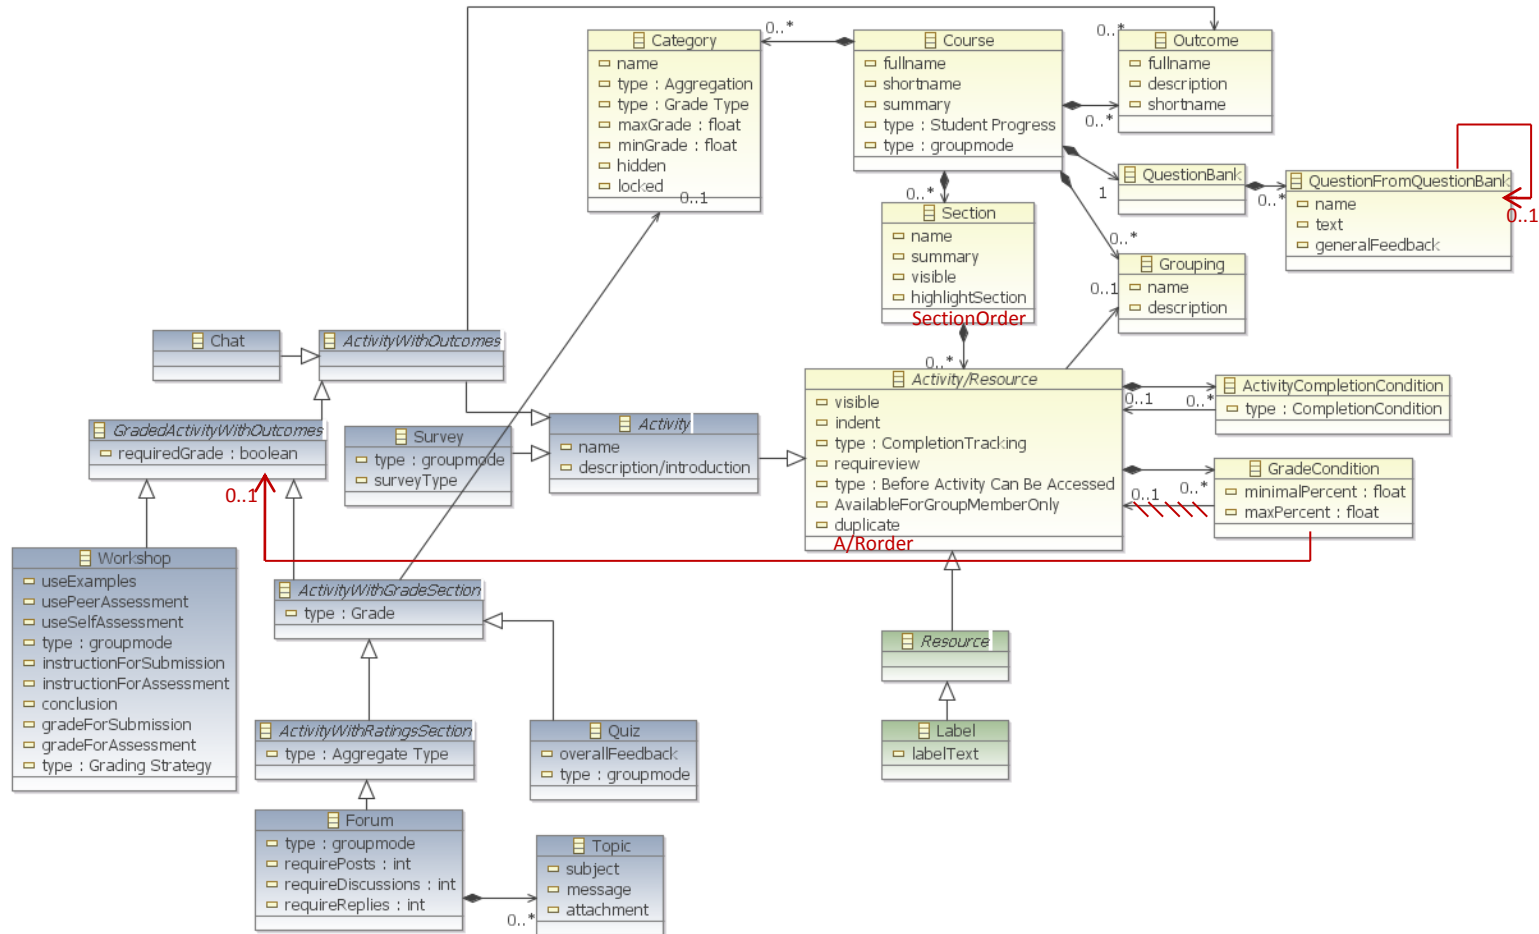 Category
name
type : Aggregation
type : Grade Type
maxGrade : float
minGrade : float
hidden
locked
0..1
0..*
Course
fullname
shortname
summary
type : Student Progress
type : groupmode
0..*
Outcome
fullname
description
shortname
0..*
QuestionBank
1
0..*
QuestionFromQuestionBank
name
text
generalFeedback
0..1
0..*
Section
name
summary
visible
highlightSection
SectionOrder
0..*
0..*
Grouping
name
description
0..1
Chat
ActivityWithOutcomes
GradedActivityWithOutcomes
requiredGrade : boolean
0..1
Survey
type : groupmode
surveyType
Activity
name
description/introduction
Activity/Resource
visible
indent
type : CompletionTracking
requireview
type : Before Activity Can Be Accessed
AvailableForGroupMemberOnly
duplicate
A/Rorder
0..1
0..*
ActivityCompletionCondition
type : CompletionCondition
0..1
0..*
GradeCondition
minimalPercent : float
maxPercent : float
Workshop
useExamples
usePeerAssessment
useSelfAssessment
type : groupmode
instructionForSubmission
instructionForAssessment
conclusion
gradeForSubmission
gradeForAssessment
type : Grading Strategy
ActivityWithGradeSection
type : Grade
Resource
Label
labelText
ActivityWithRatingsSection
type : Aggregate Type
Quiz
overallFeedback
type : groupmode
Forum
type : groupmode
requirePosts : int
requireDiscussions : int
requireReplies : int
0..*
Topic
subject
message
attachment